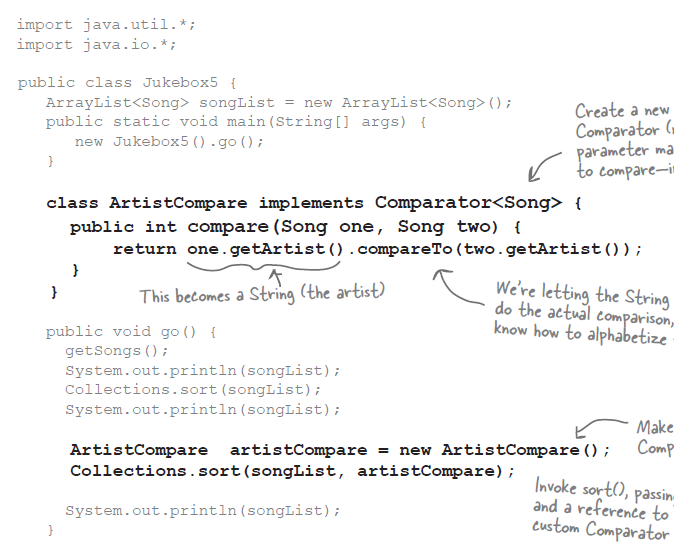 import java.util.*;
import java.io.*;
public class Jukebox5 {
ArrayList<Song> songList = new ArrayList<Song>();
public static void main(String[] args) {
new Jukebox5().go();
}
Create a new
Comparator
parameter
to compare—
class ArtistCompare implements Comparator<Song> {
public int compare(Song one, Song two) {
return one.getArtist().compareTo(two.getArtist());
}
}
This becomes a String (the artist)
We're letting the String
do the actual comparison,
know how to alphabetize
public void go() {
getSongs();
System.out.println(songList);
Collections.sort(songList);
System.out.println(songList);
Make
ArtistCompare artistCompare = new ArtistCompare();
Collections.sort(songList, artistCompare);
Invoke sort(),
and a reference to
custom Comparator
System.out.println(songList);
}